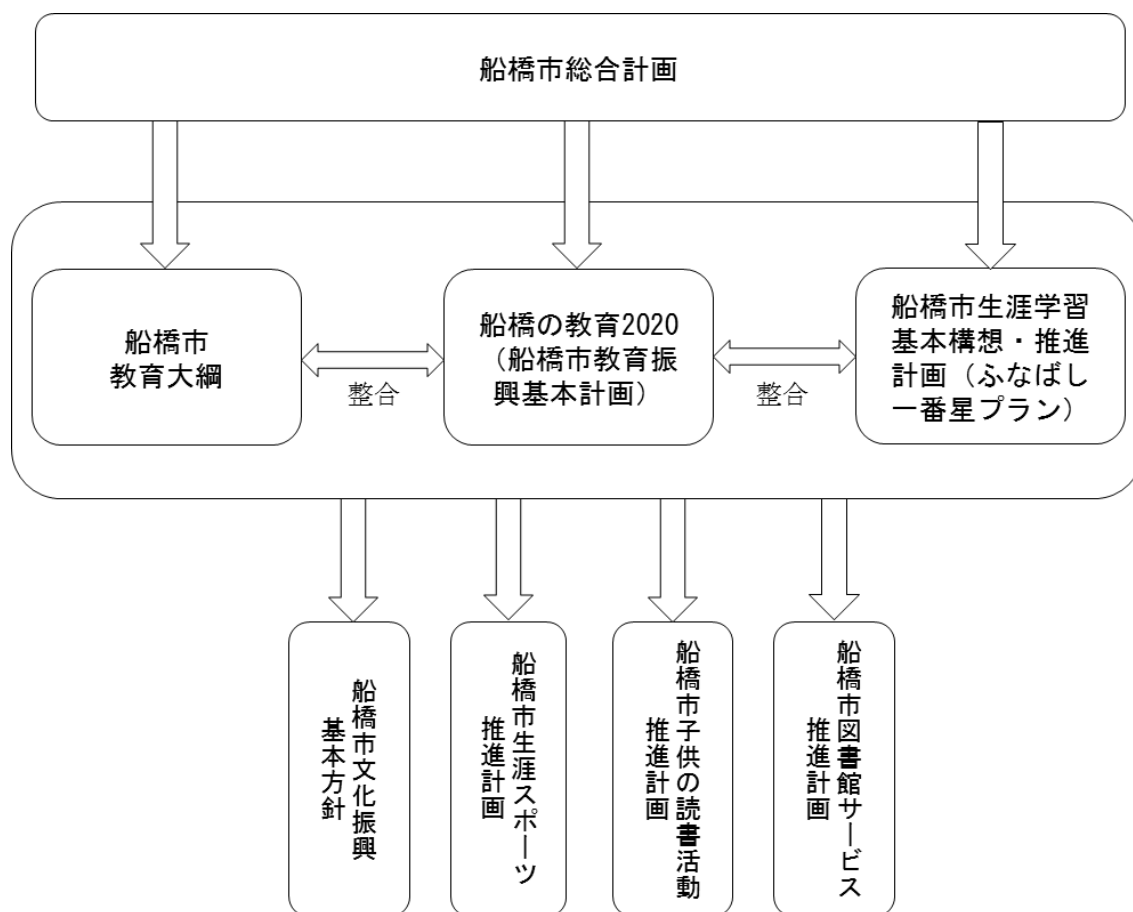 船橋市総合計画
船橋市
教育大綱
整合
船橋の教育2020
（船橋市教育振
興基本計画）
整合
船橋市生涯学習
基本構想・推進
計画（ふなばし
一番星プラン）
船橋市文化振興
基本方針
船橋市生涯スポーツ
推進計画
船橋市子供の読書活動
推進計画
船橋市図書館サービス
推進計画